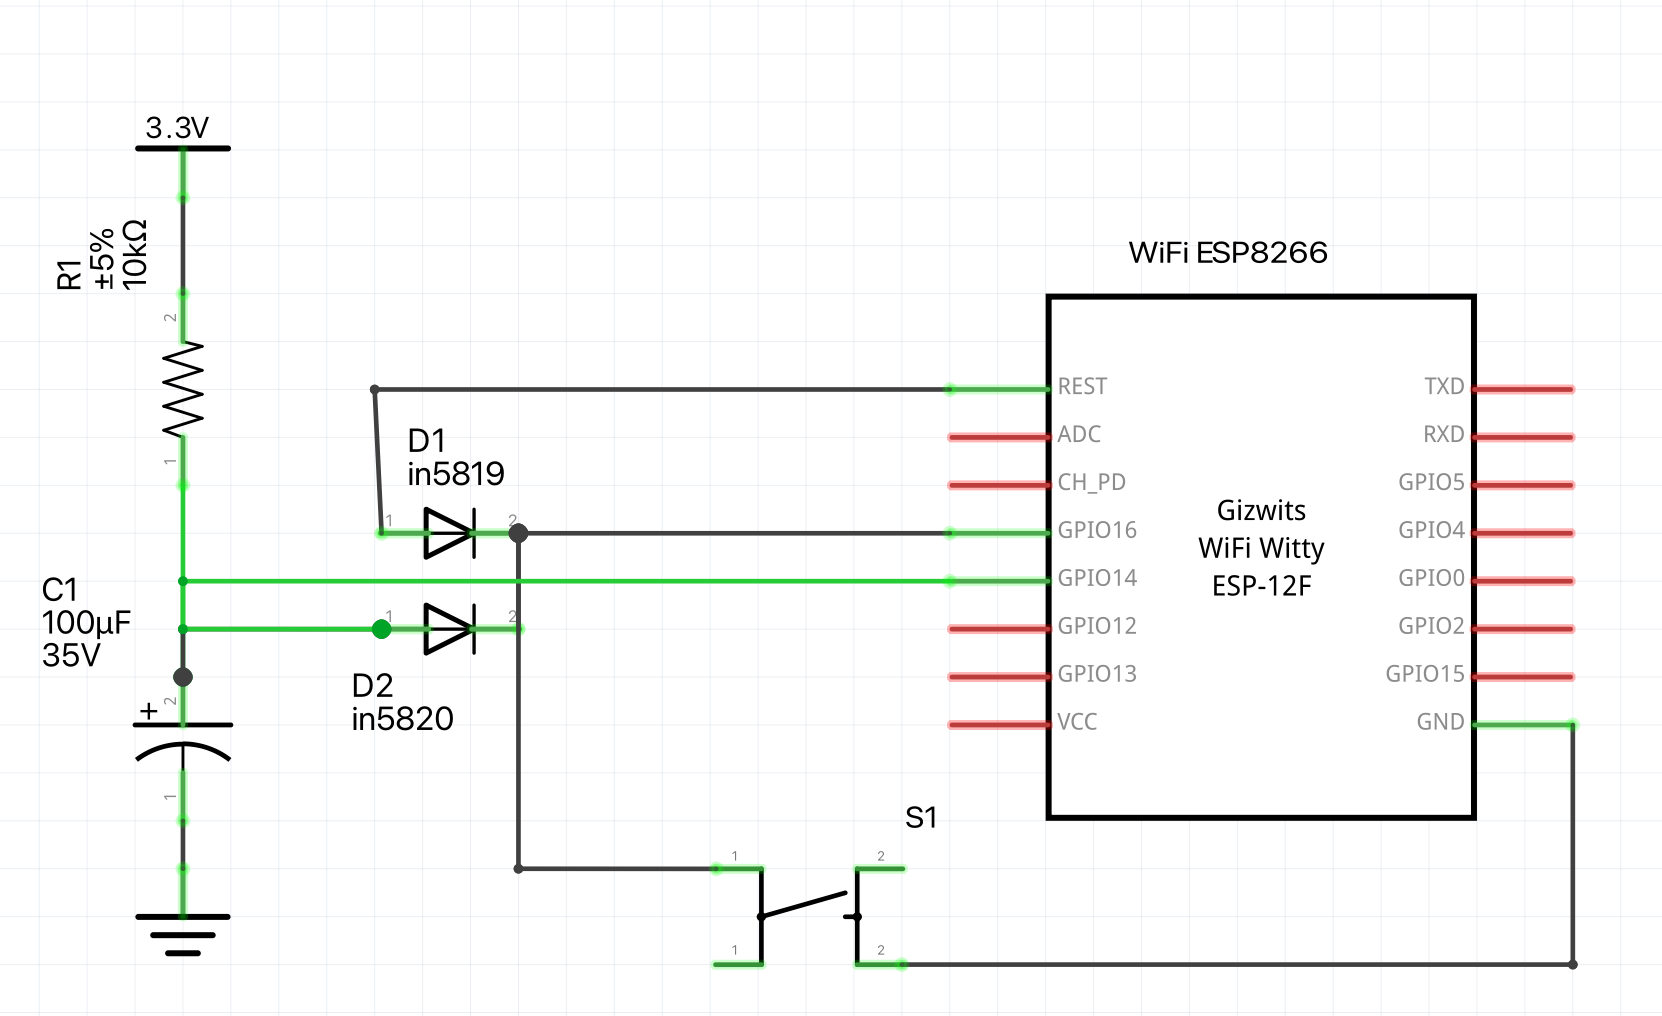 3.3V
R1
±5%
10kΩ
2
1
WiFi ESP8266
REST
ADC
CH_PD
GPIO16
GPIO14
GPIO12
GPIO13
VCC
Gizwits
WiFi Witty
ESP-12F
TXD
RXD
GPIO5
GPIO4
GPIO0
GPIO2
GPIO15
GND
D1
in5819
1
2
1
2
D2
in5820
C1
100µF
35V
+
2
1
S1
1
2
1
2